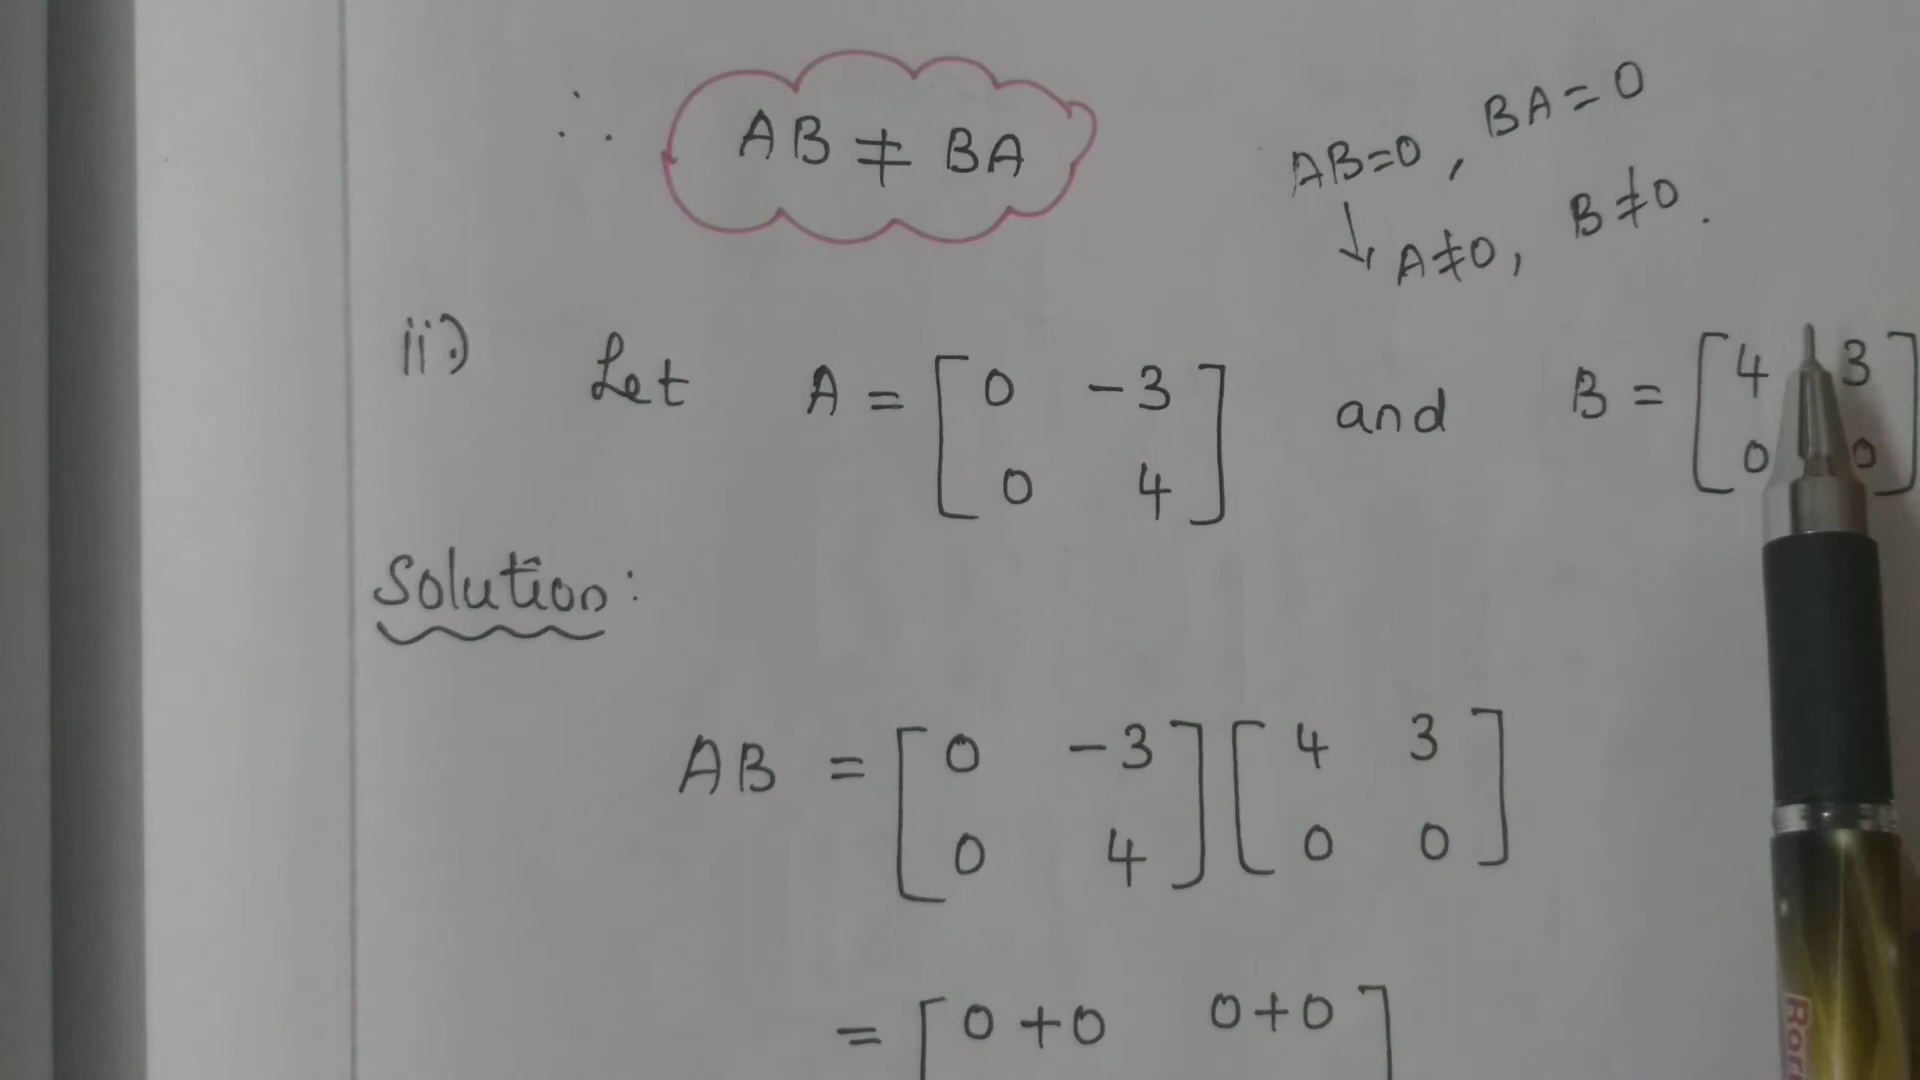 ∴ AB ≠ BA
AB=0, BA=0
↓ A≠0, B≠0.
ii) Let A = [0 -3
0 4] and B = [4 3
0 0]
Solution:
AB = [0 -3
0 4] [4 3
0 0]
= [0+0 0+0]